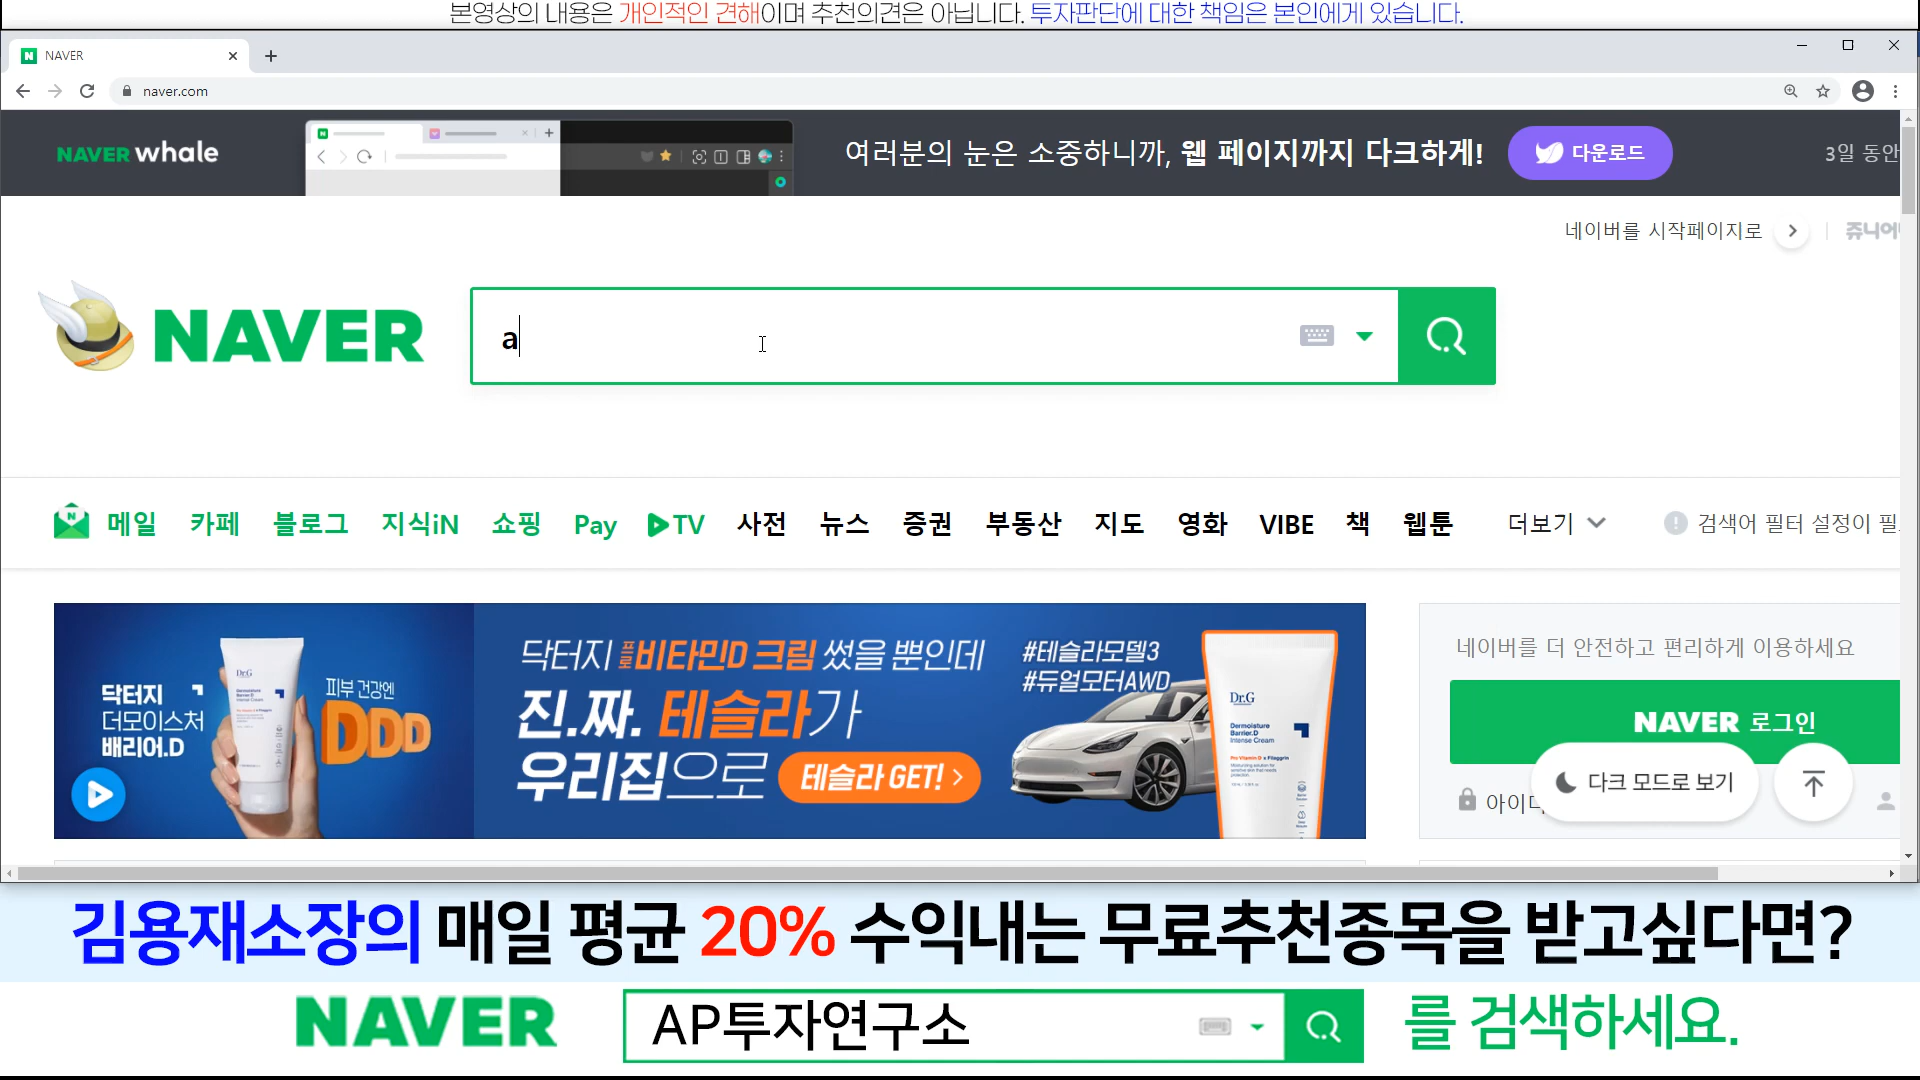 본영상의 내용은 개인적인 견해이며 추천의견은 아닙니다. 투자판단에 대한 책임은 본인에게 있습니다.
NAVER
naver.com
NAVER whale
여러분의 눈은 소중하니까, 웹 페이지까지 다크하게!
다운로드
3일 동안
네이버를 시작페이지로
쥬니어
NAVER
a
메일 카페 블로그 지식iN 쇼핑 Pay TV 사전 뉴스 증권 부동산 지도 영화 VIBE 책 웹툰 더보기
검색어 필터 설정이 필
닥터지
더모이스처
배리어.D
Dr.G
피부 건강엔
DDD
닥터지 프로비타민D 크림 썼을 뿐인데
진.짜. 테슬라가
우리집으로
테슬라 GET!
#테슬라모델3
#듀얼모터AWD
Dr.G
Dermoisture
Barrier.D
Intense Cream
Pro Vitamin D x Filaggrin
네이버를 더 안전하고 편리하게 이용하세요
NAVER 로그인
아이디
다크 모드로 보기
김용재소장의 매일 평균 20% 수익내는 무료추천종목을 받고싶다면?
NAVER AP투자연구소 를 검색하세요.